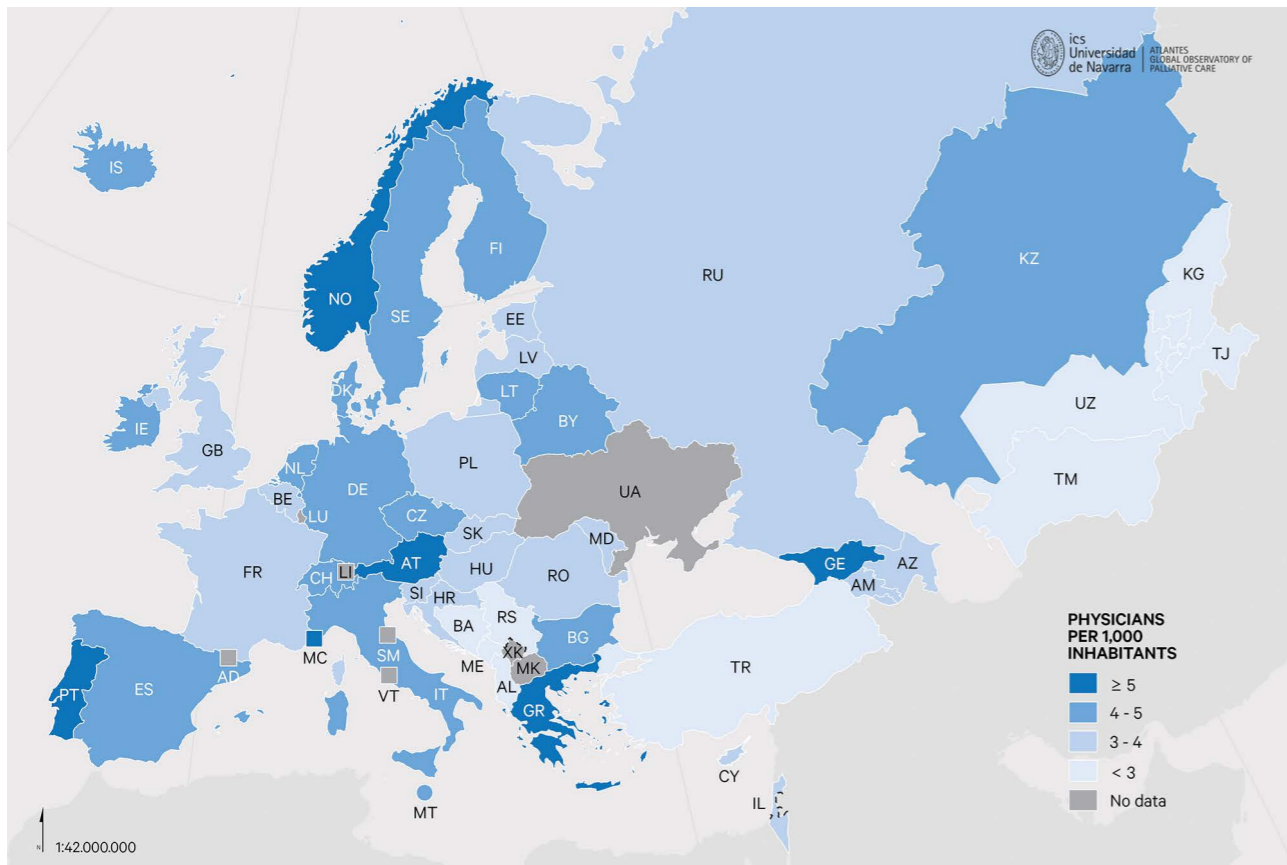 ics
Universidad
de Navarra
ATLANTES
GLOBAL OBSERVATORY OF
PALLIATIVE CARE
IS
NO
SE
FI
RU
KZ
KG
TJ
UZ
TM
EE
LV
LT
BY
DK
IE
GB
NL
BE
LU
DE
PL
CZ
UA
SK
MD
FR
CH
LI
AT
HU
RO
SI
HR
BA
RS
BG
GE
AZ
AM
MC
SM
VT
IT
ME
XK
MK
AL
GR
TR
AD
PT
ES
MT
CY
IL
PHYSICIANS
PER 1,000
INHABITANTS
≥ 5
4 - 5
3 - 4
< 3
No data
N
1:42.000.000